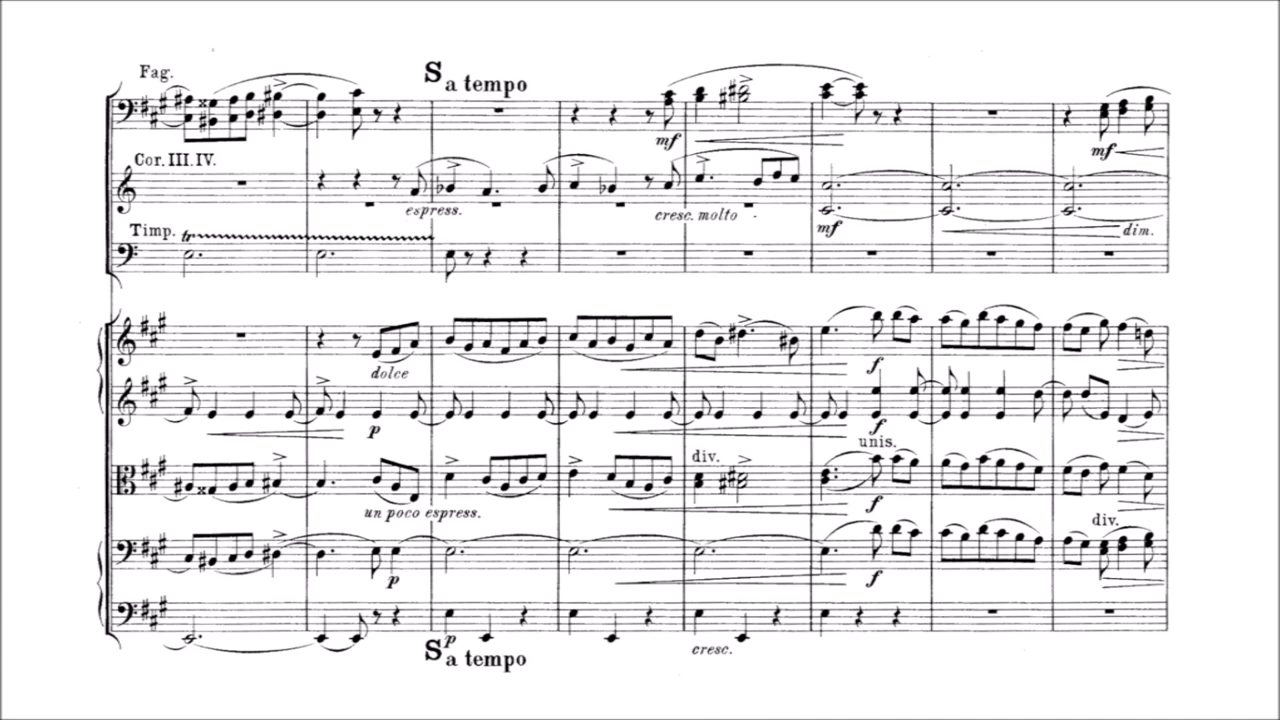 Fag.
S a tempo
mf
mf
Cor. III. IV.
espress.
cresc. molto
mf
dim.
Timp.
tr
dolce
f
p
f
unis.
div.
un poco espress.
f
div.
p
f
p
cresc.
S a tempo